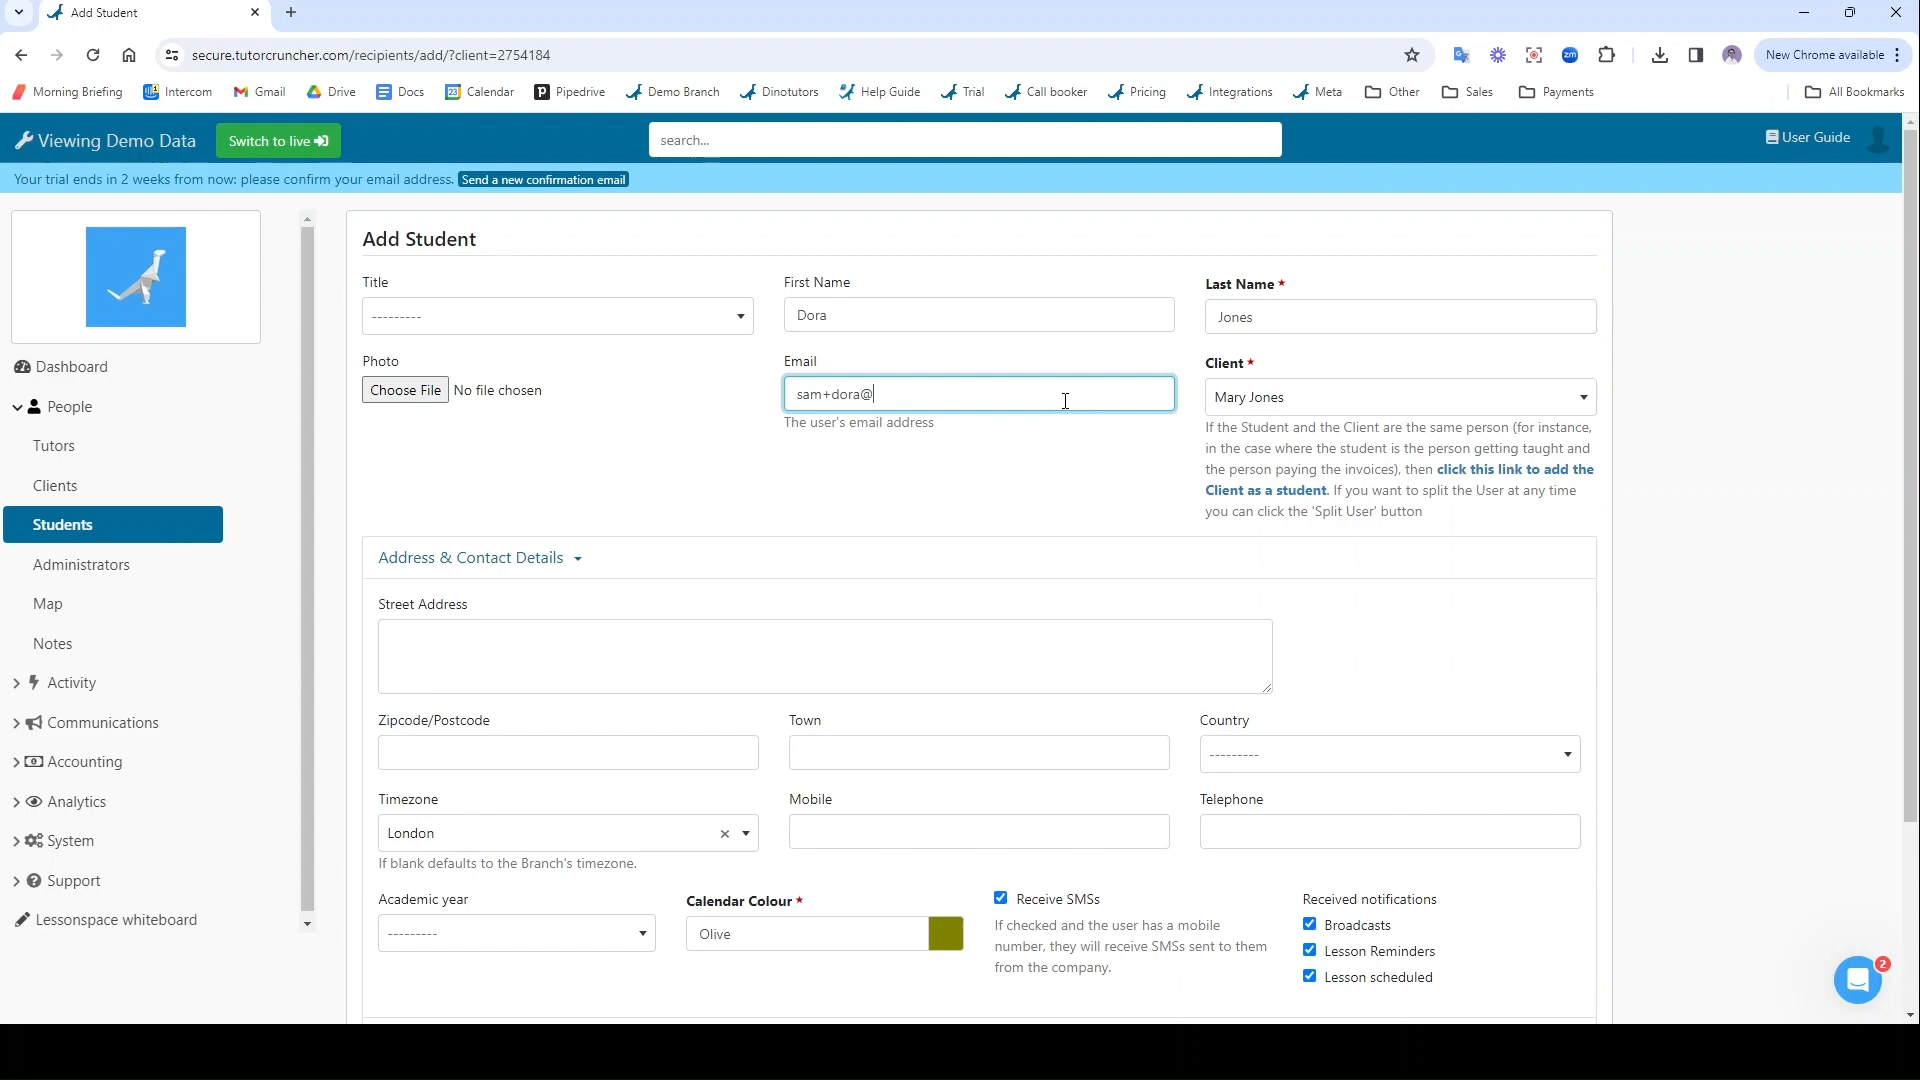 Add Student
secure.tutorcruncher.com/recipients/add/?client=2754184
New Chrome available
Morning Briefing Intercom Gmail Drive Docs Calendar Pipedrive Demo Branch Dinotutors Help Guide Trial Call booker Pricing Integrations Meta Other Sales Payments All Bookmarks
zm
23
Viewing Demo Data Switch to live search... User Guide
Your trial ends in 2 weeks from now: please confirm your email address. Send a new confirmation email
Dashboard
People
Tutors
Clients
Students
Administrators
Map
Notes
Activity
Communications
Accounting
Analytics
System
Support
Lessonspace whiteboard
Add Student
Title First Name Last Name *
--------- Dora Jones
Photo Email Client *
Choose File No file chosen sam+dora@ Mary Jones
The user's email address
If the Student and the Client are the same person (for instance,
in the case where the student is the person getting taught and
the person paying the invoices), then click this link to add the
Client as a student. If you want to split the User at any time
you can click the 'Split User' button
Address & Contact Details
Street Address
Zipcode/Postcode Town Country
---------
Timezone Mobile Telephone
London
If blank defaults to the Branch's timezone.
Academic year Calendar Colour * Receive SMSs Received notifications
--------- Olive
If checked and the user has a mobile
number, they will receive SMSs sent to them
from the company.
Broadcasts
Lesson Reminders
Lesson scheduled
2